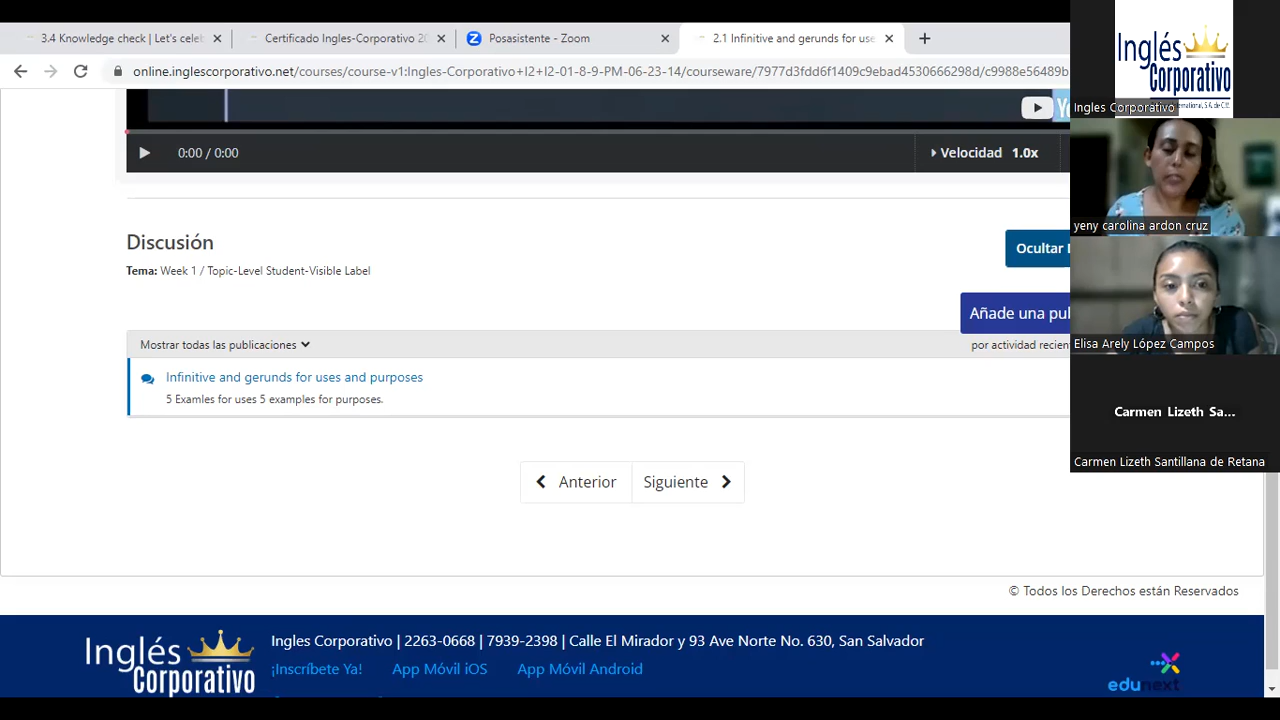 3.4 Knowledge check | Let's celeb
Certificado Ingles-Corporativo 20
Posasistente - Zoom
2.1 Infinitive and gerunds for use
online.inglescorporativo.net/courses/course-v1:Ingles-Corporativo+I2+I2-01-8-9-PM-06-23-14/courseware/7977d3fdd6f1409c9ebad4530666298d/c9988e56489b
Inglés
Corporativo
Ingles Corporativo
yeny carolina ardon cruz
Elisa Arely López Campos
Carmen Lizeth Sa...
Carmen Lizeth Santillana de Retana
0:00 / 0:00
Velocidad 1.0x
Discusión
Ocultar
Tema: Week 1 / Topic-Level Student-Visible Label
Añade una pul
Mostrar todas las publicaciones
por actividad recien
Infinitive and gerunds for uses and purposes
5 Examles for uses 5 examples for purposes.
Anterior
Siguiente
© Todos los Derechos están Reservados
Inglés
Corporativo
Ingles Corporativo | 2263-0668 | 7939-2398 | Calle El Mirador y 93 Ave Norte No. 630, San Salvador
¡Inscríbete Ya!
App Móvil iOS
App Móvil Android
edunext